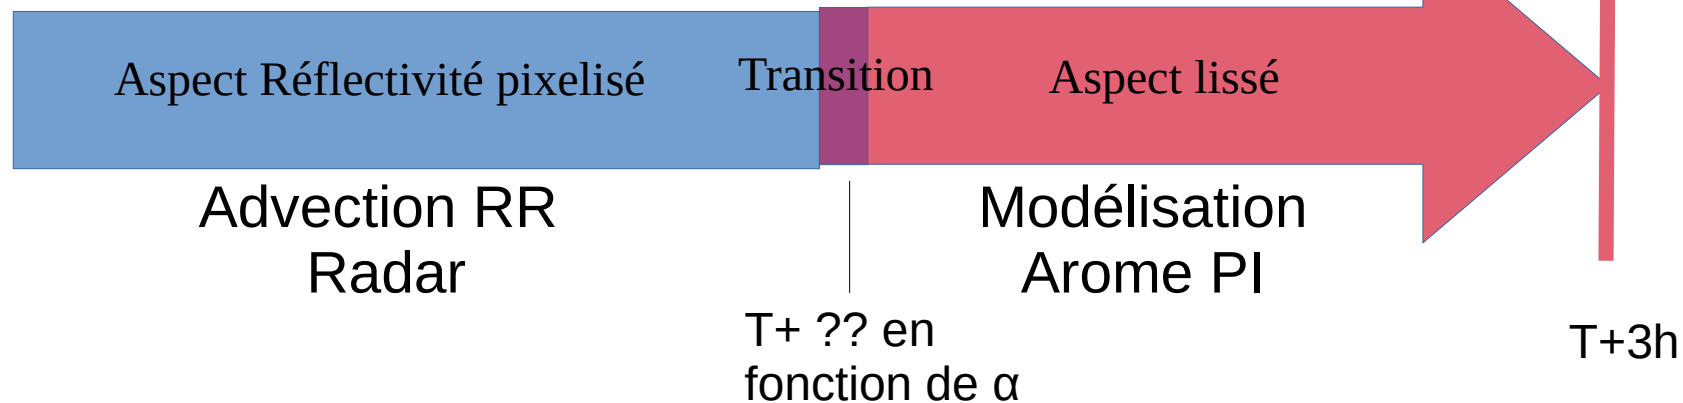 Aspect Réflectivité pixelisé
Transition
Aspect lissé
Advection RR
Radar
Modélisation
Arome PI
T+ ?? en
fonction de α
T+3h